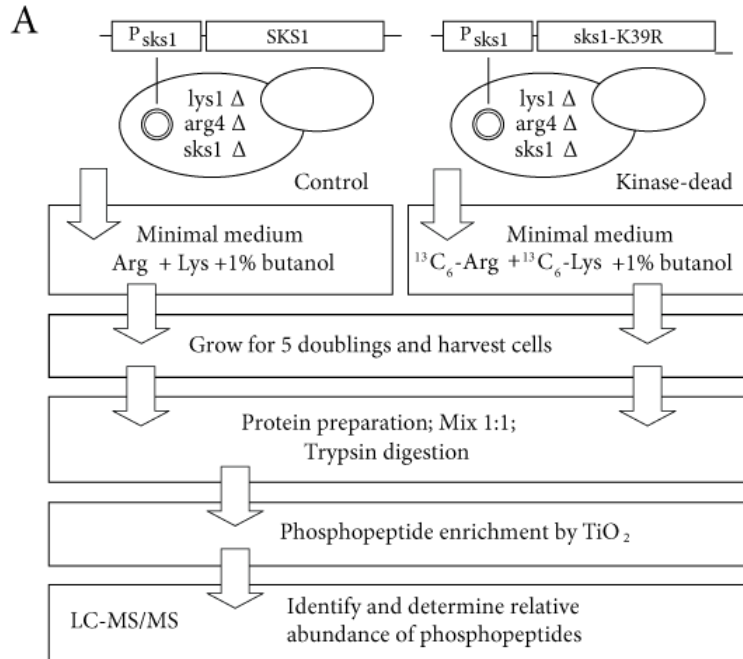 A
P sks1 SKS1
P sks1 sks1-K39R
lys1 Δ
arg4 Δ
sks1 Δ
lys1 Δ
arg4 Δ
sks1 Δ
Control
Kinase-dead
Minimal medium
Arg + Lys +1% butanol
Minimal medium
¹³C₆-Arg +¹³C₆-Lys +1% butanol
Grow for 5 doublings and harvest cells
Protein preparation; Mix 1:1;
Trypsin digestion
Phosphopeptide enrichment by TiO₂
LC-MS/MS
Identify and determine relative
abundance of phosphopeptides